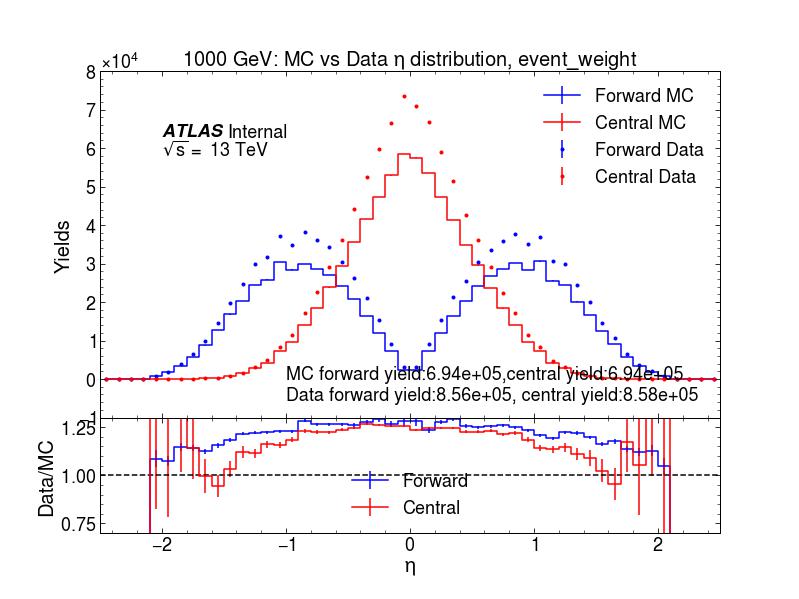 1000 GeV: MC vs Data η distribution, event_weight
×10⁴
8
7
6
5
4
3
2
1
0
1
Yields
ATLAS Internal
√s = 13 TeV
Forward MC
Central MC
Forward Data
Central Data
MC forward yield:6.94e+05,central yield:6.94e+05
Data forward yield:8.56e+05, central yield:8.58e+05
1.25
1.00
0.75
Data/MC
Forward
Central
−2 −1 0 1 2
η